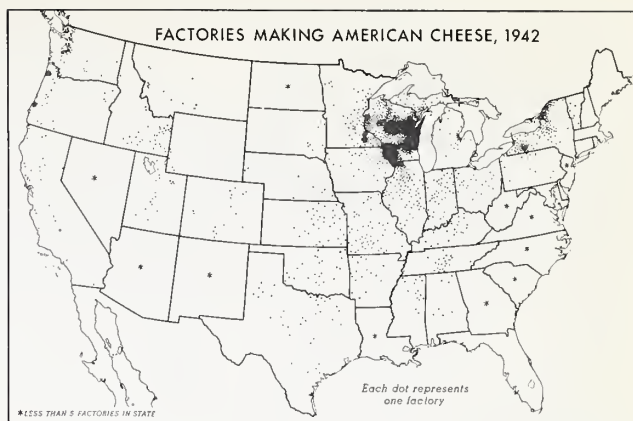 FACTORIES MAKING AMERICAN CHEESE, 1942
Each dot represents
one factory
*LESS THAN 5 FACTORIES IN STATE